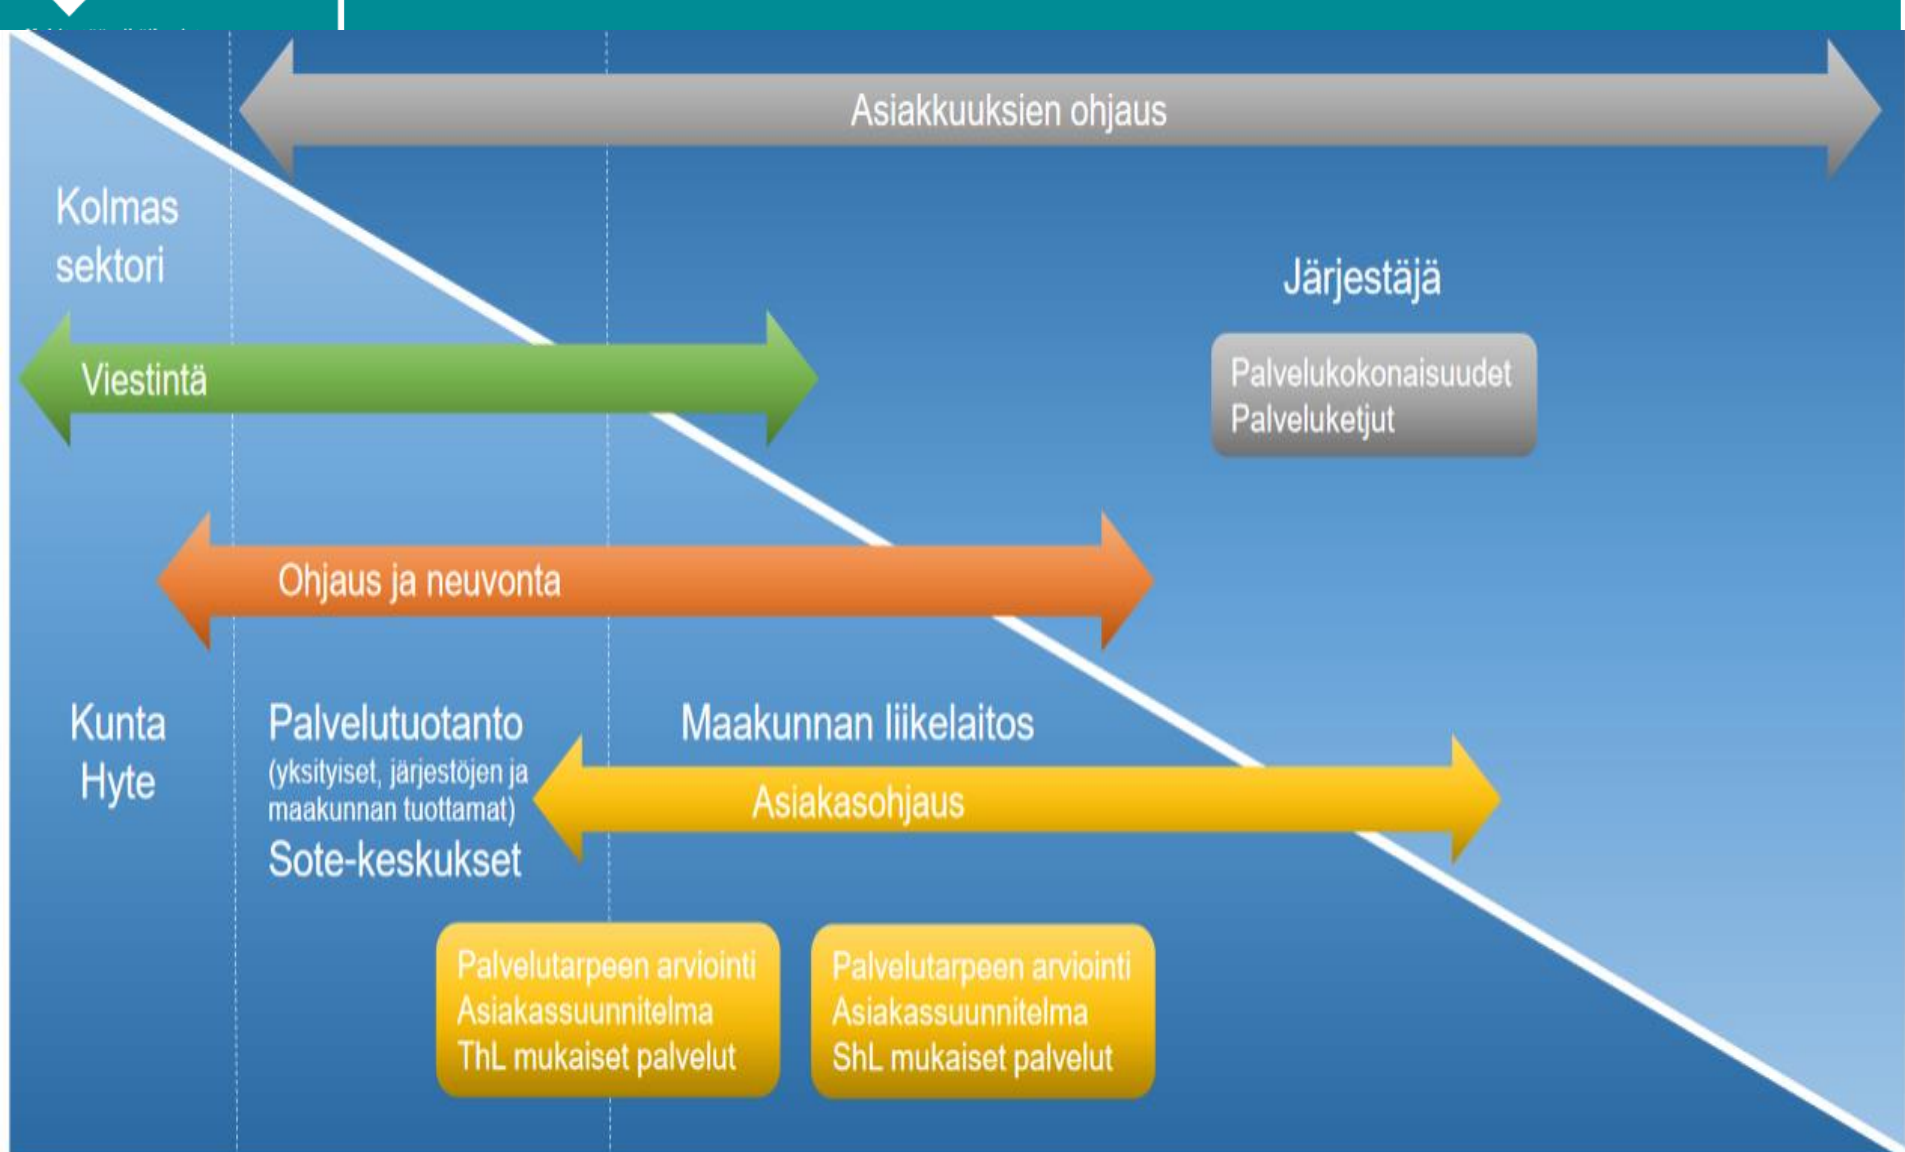 Asiakkuuksien ohjaus
Kolmas
sektori
Järjestäjä
Palvelukokonaisuudet
Palveluketjut
Viestintä
Ohjaus ja neuvonta
Kunta
Hyte
Palvelutuotanto
(yksityiset, järjestöjen ja
maakunnan tuottamat)
Sote-keskukset
Maakunnan liikelaitos
Asiakasohjaus
Palvelutarpeen arviointi
Asiakassuunnitelma
ThL mukaiset palvelut
Palvelutarpeen arviointi
Asiakassuunnitelma
ShL mukaiset palvelut